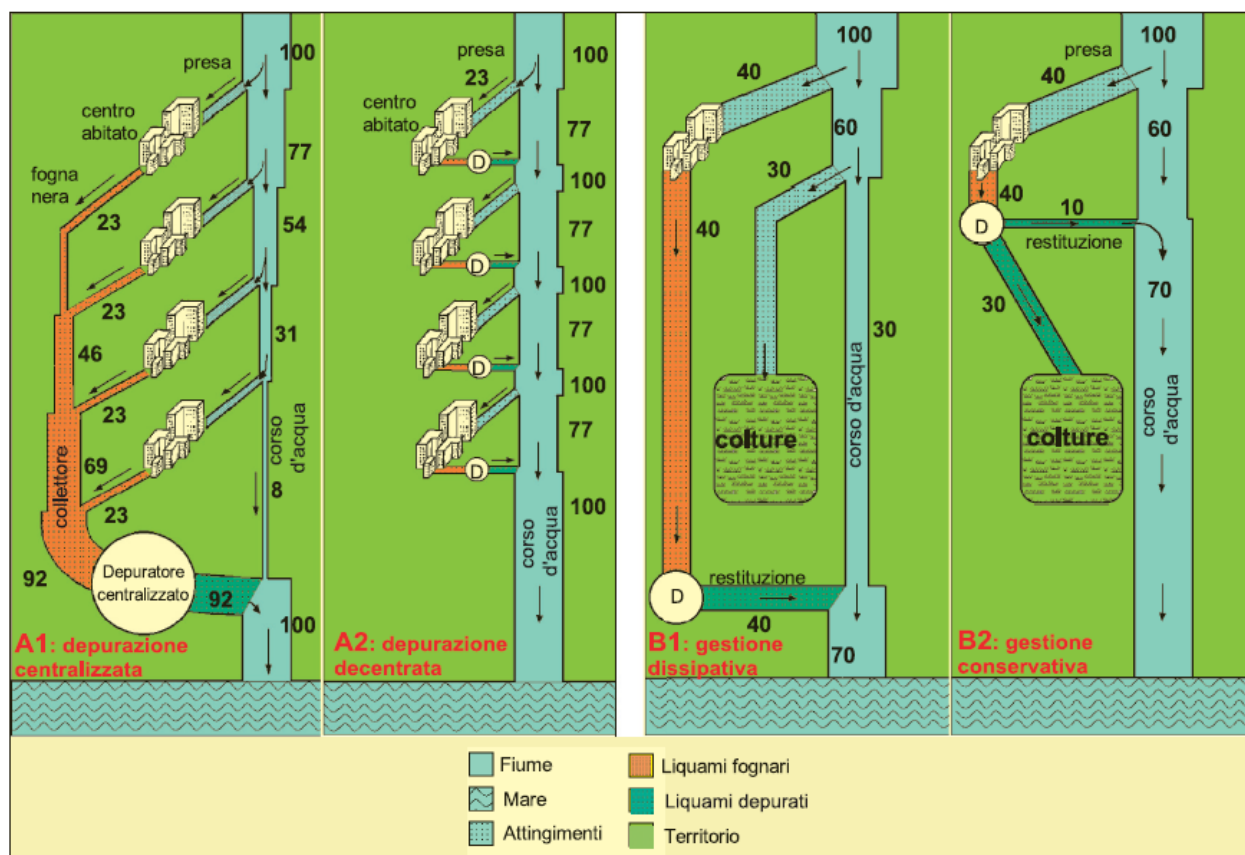 100
presa
centro
abitato
77
fogna
nera
23
54
23
46
31
23
collettore
69
corso
d'acqua
8
23
92
Depuratore
centralizzato
92
100
A1: depurazione
centralizzata
100
presa
23
centro
abitato
77
D
100
77
D
100
77
D
100
77
D
100
corso
d'acqua
A2: depurazione
decentrata
100
40
60
30
40
30
colture
corso d'acqua
restituzione
D
40
70
B1: gestione
dissipativa
100
presa
40
60
40
10
D
restituzione
70
30
colture
corso
d'acqua
B2: gestione
conservativa
Fiume
Mare
Attingimenti
Liquami fognari
Liquami depurati
Territorio